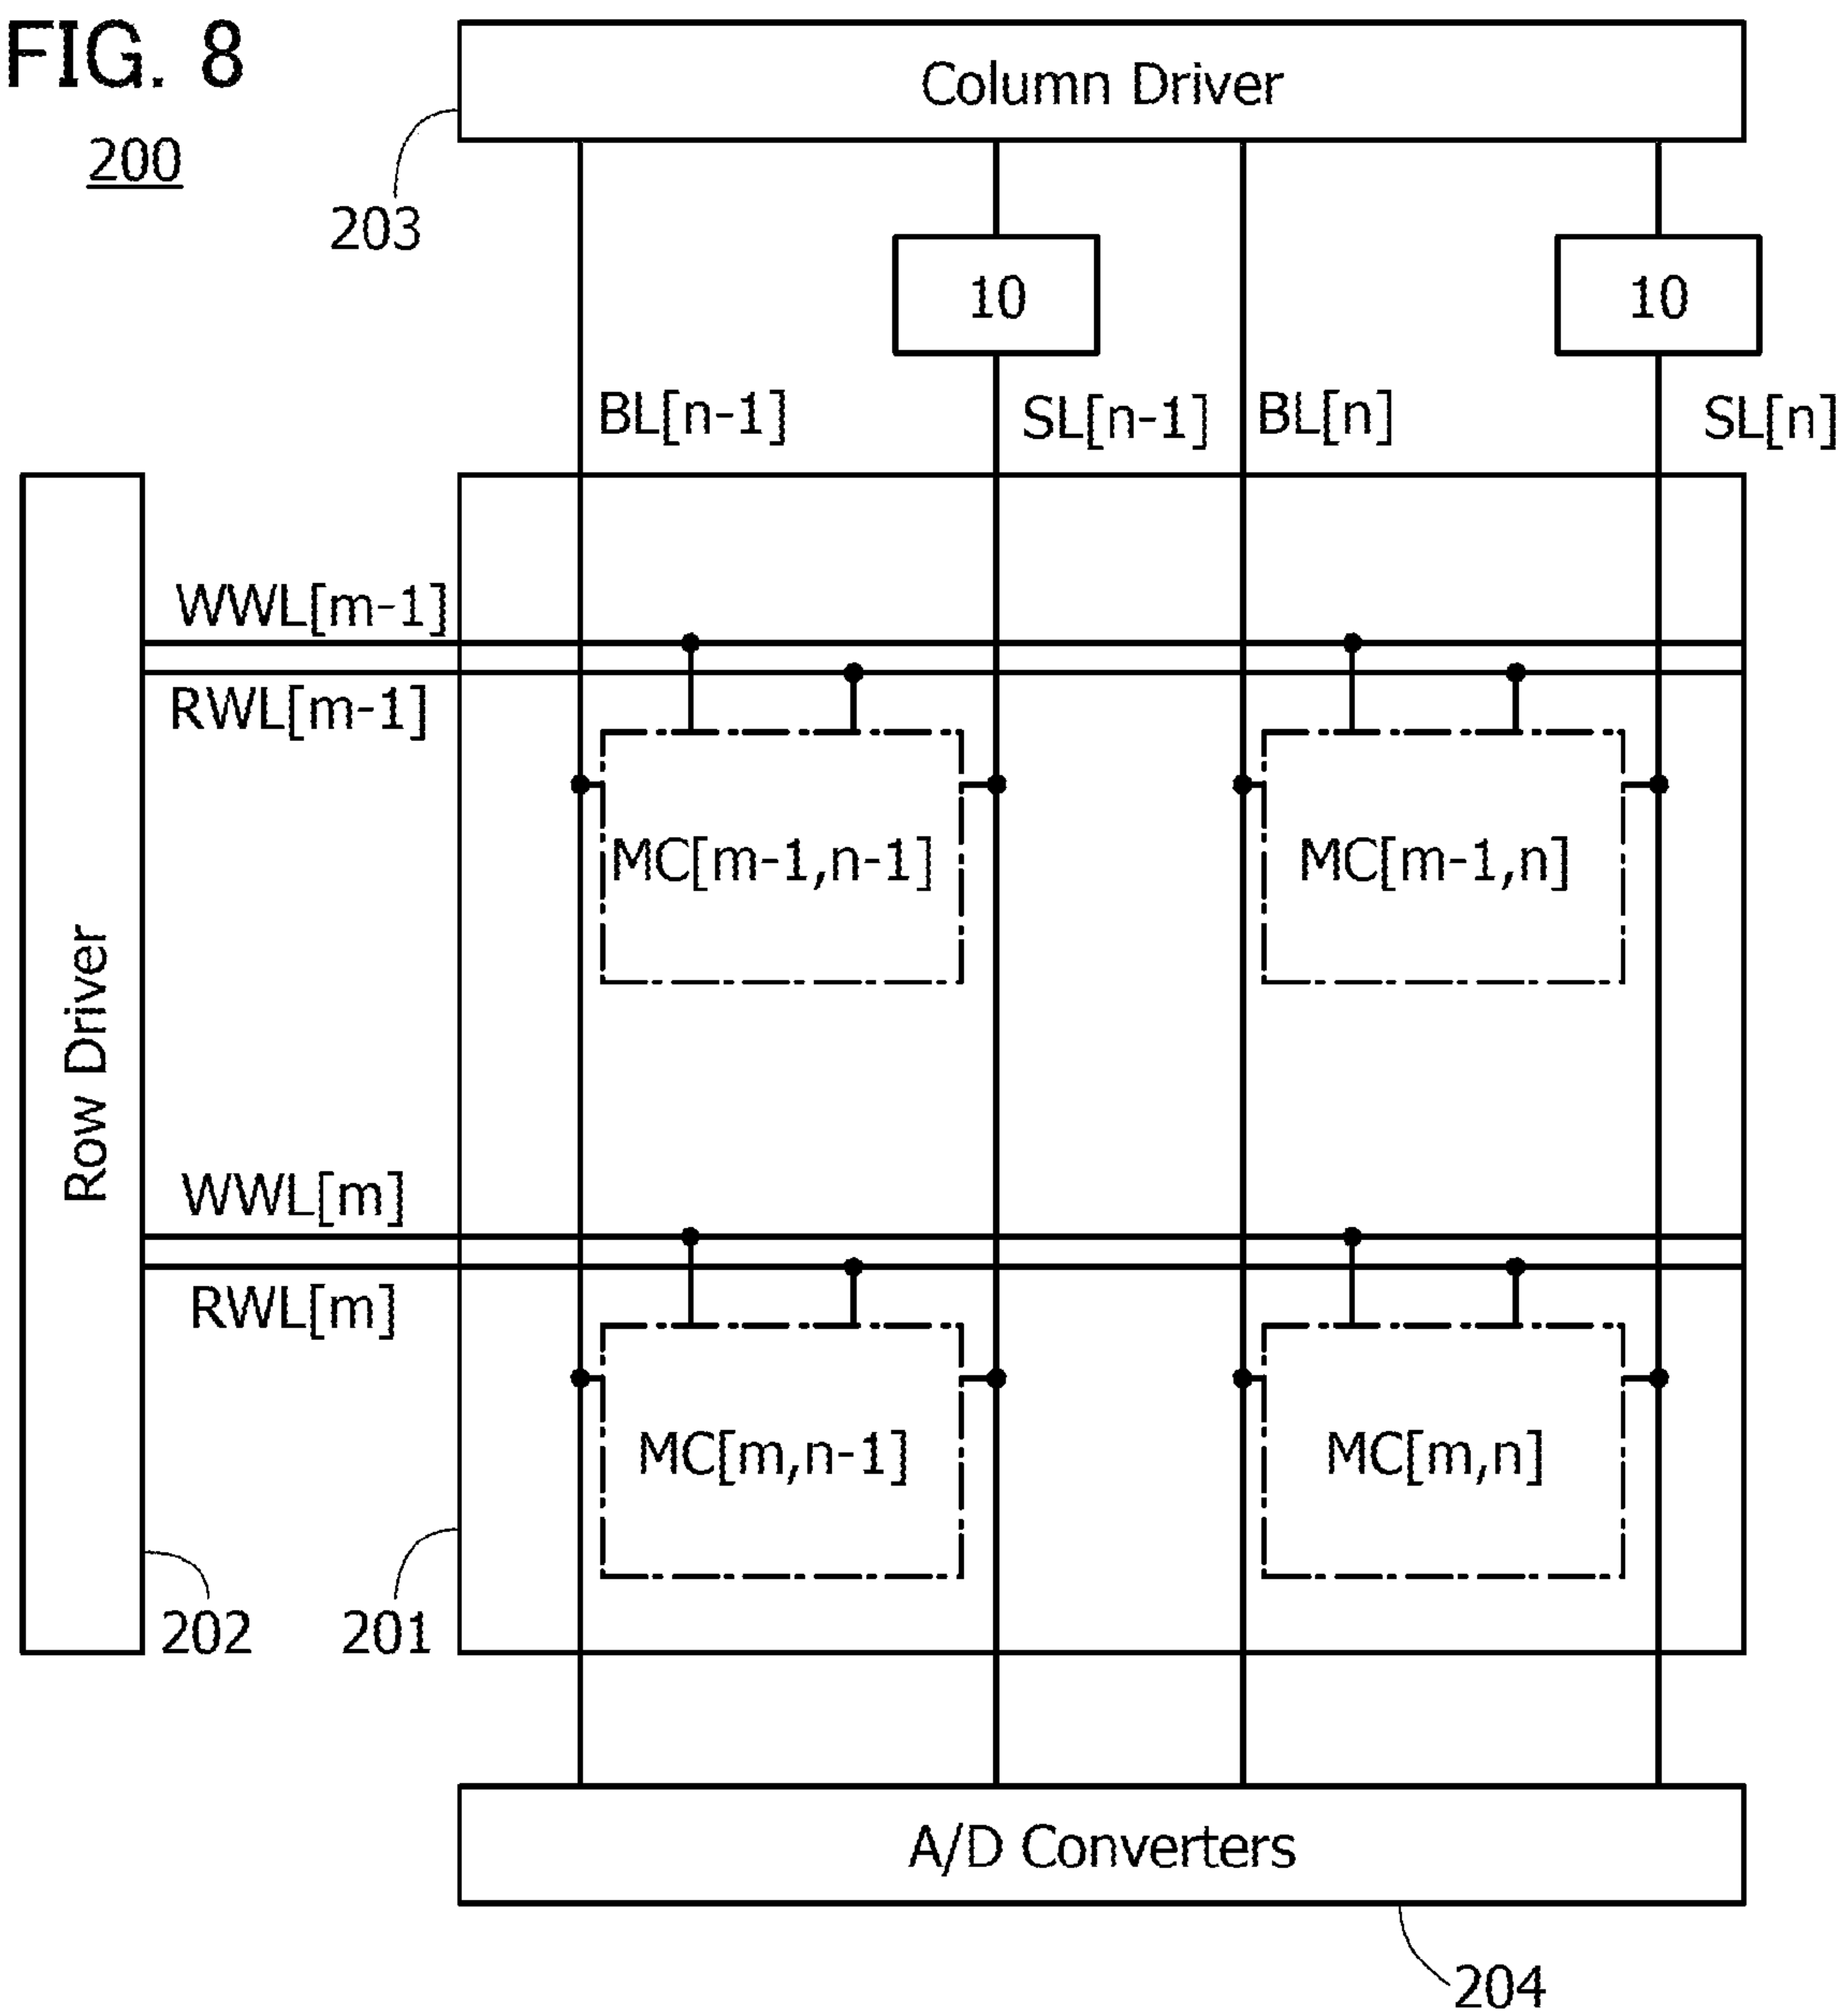 FIG. 8
Column Driver
200
203
10
10
BL[n-1]
SL[n-1]
BL[n]
SL[n]
WWL[m-1]
RWL[m-1]
MC[m-1,n-1]
MC[m-1,n]
Row Driver
WWL[m]
RWL[m]
MC[m,n-1]
MC[m,n]
202
201
A/D Converters
204